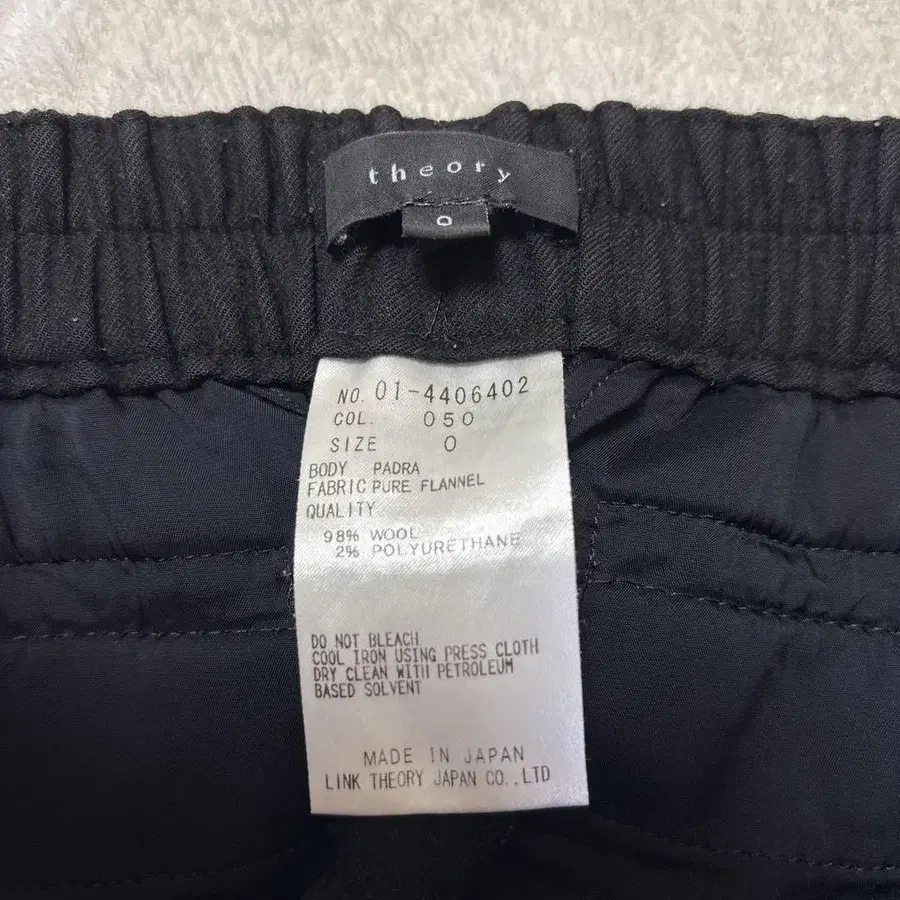 theory
0
NO. 01-4406402
COL. 050
SIZE 0
BODY PADRA
FABRIC PURE FLANNEL
QUALITY
98% WOOL
2% POLYURETHANE
DO NOT BLEACH
COOL IRON USING PRESS CLOTH
DRY CLEAN WITH PETROLEUM
BASED SOLVENT
MADE IN JAPAN
LINK THEORY JAPAN CO.,LTD